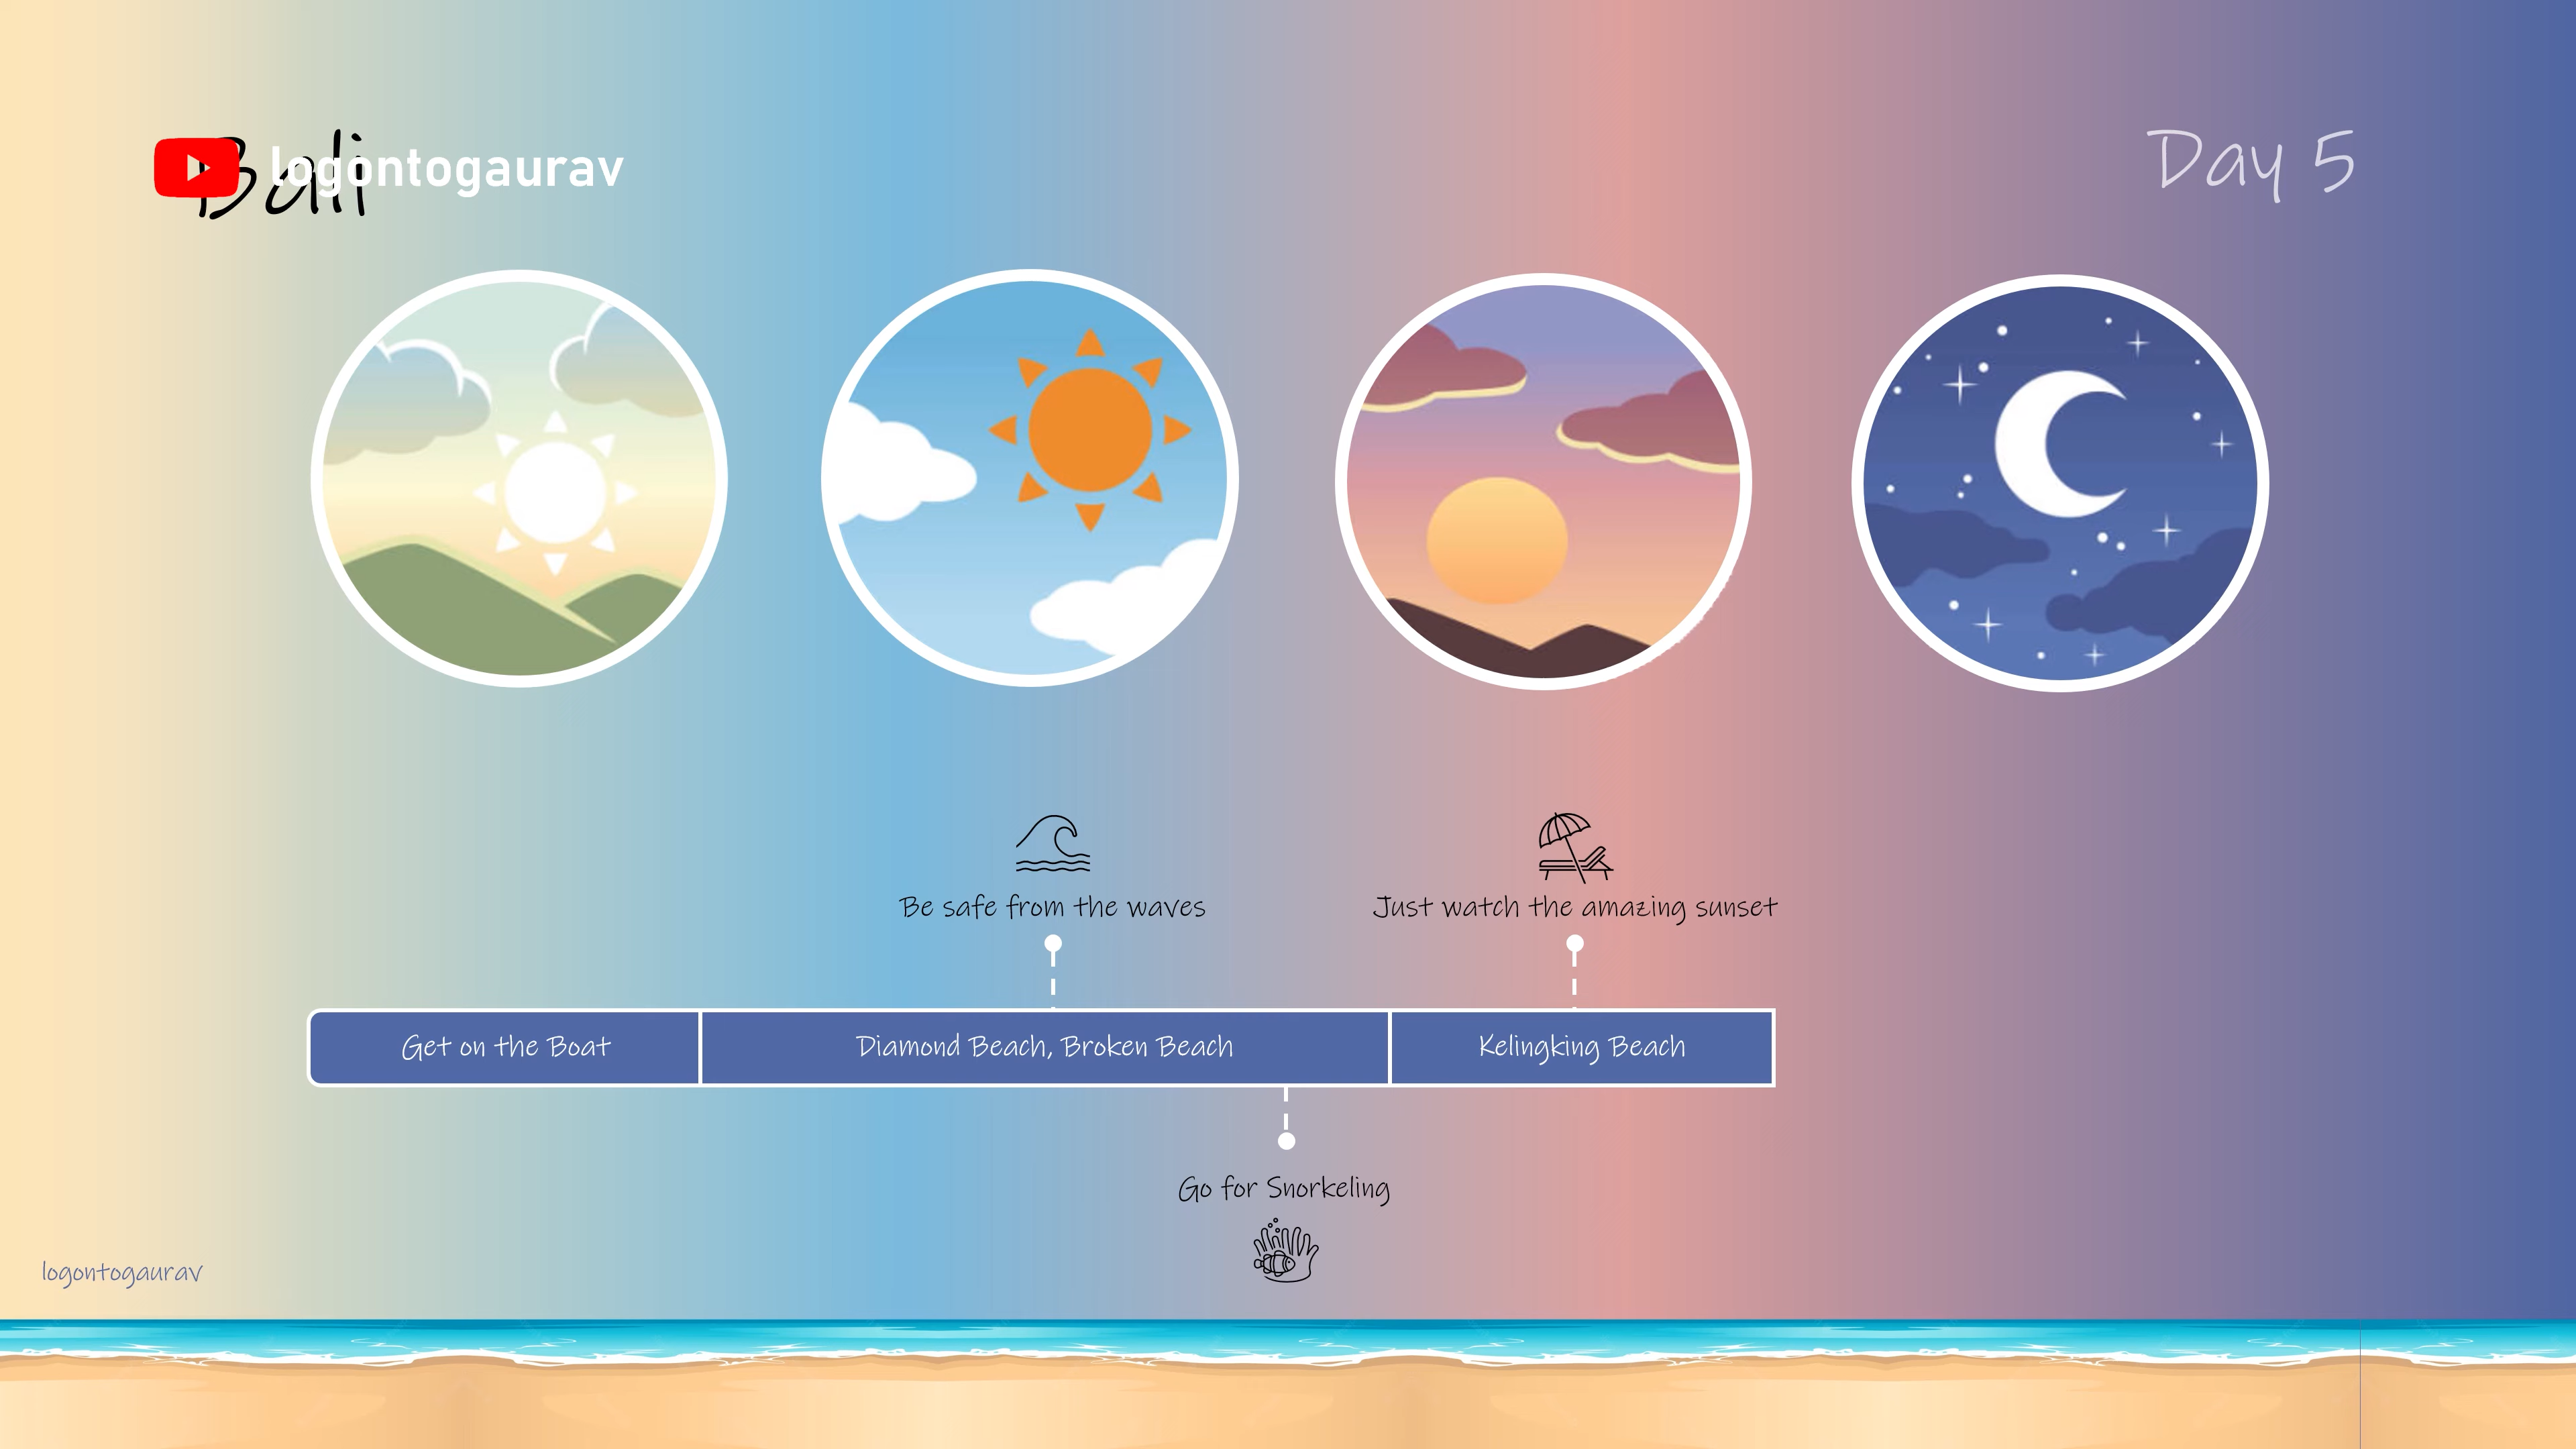 Bali
logontogaurav
Day 5
Be safe from the waves
Just watch the amazing sunset
Get on the Boat
Diamond Beach, Broken Beach
Kelingking Beach
Go for Snorkeling
logontogaurav